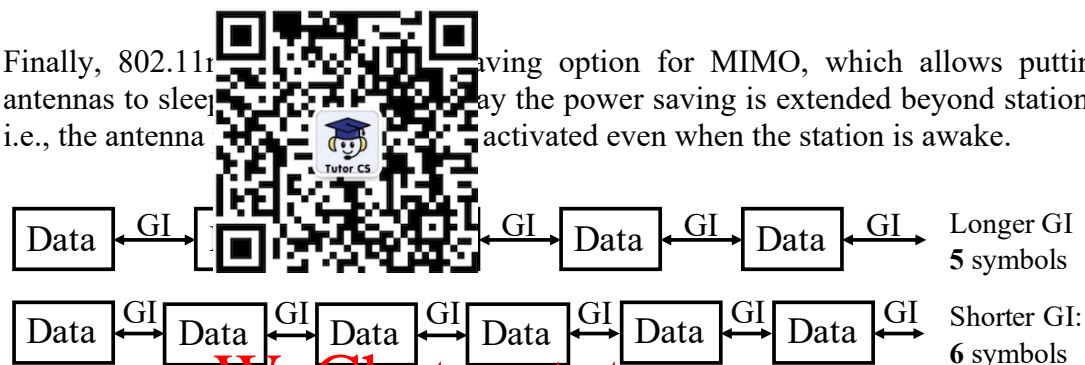 Finally, 802.11 aving option for MIMO, which allows puttin
antennas to sleep ay the power saving is extended beyond station
i.e., the antenna activated even when the station is awake.
Tutor CS
Data GI GI Data GI Data GI Longer GI
5 symbols
Data GI Data GI Data GI Data GI Data GI Data GI Shorter GI:
6 symbols